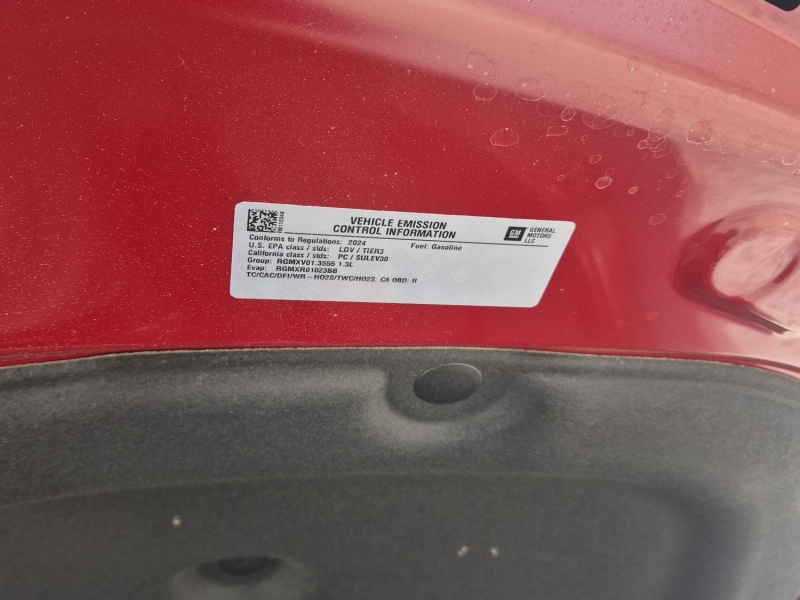 VEHICLE EMISSION
CONTROL INFORMATION
GM GENERAL
MOTORS
LLC
Conforms to Regulations: 2024 Fuel: Gasoline
U.S. EPA class / stds: LDV / TIER3
California class / stds: PC / SULEV30
Group: RGMXV01.3556 1.3L
Evap: RGMXR01023BB
TC/CAC/DFI/WR-HO2S/TWC/HO2S, CA OBD: II